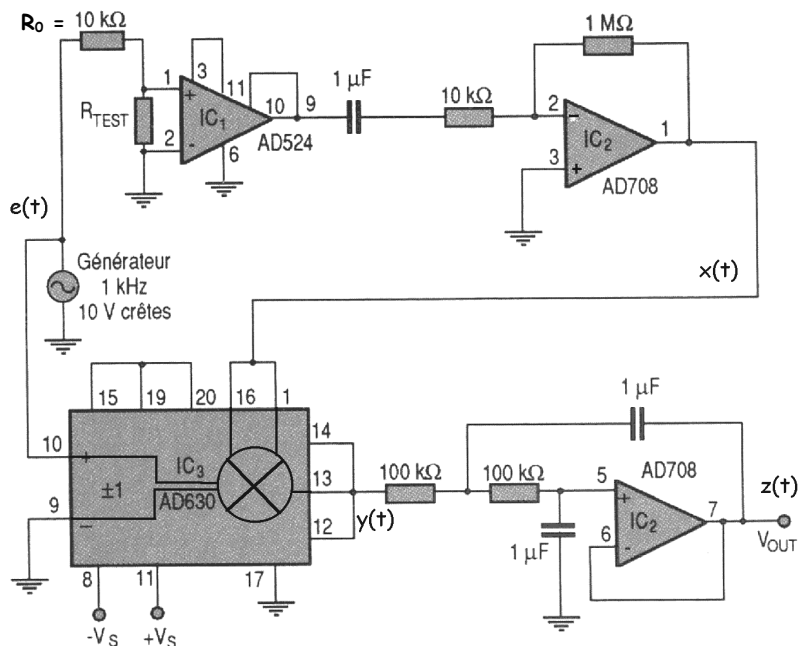 R₀ = 10 kΩ
1 MΩ
3
11
1 µF
1
+
IC₁
10
9
10 kΩ
2
−
IC₂
1
R_TEST
2
-
AD524
6
3
+
AD708
e(t)
Générateur
1 kHz
10 V crêtes
x(t)
15
19
20
16
1
1 µF
10
+
IC₃
14
±1
AD630
13
100 kΩ
100 kΩ
5
+
AD708
z(t)
9
−
12
y(t)
IC₂
7
V_OUT
1 µF
6
-
8
11
17
-V_S
+V_S